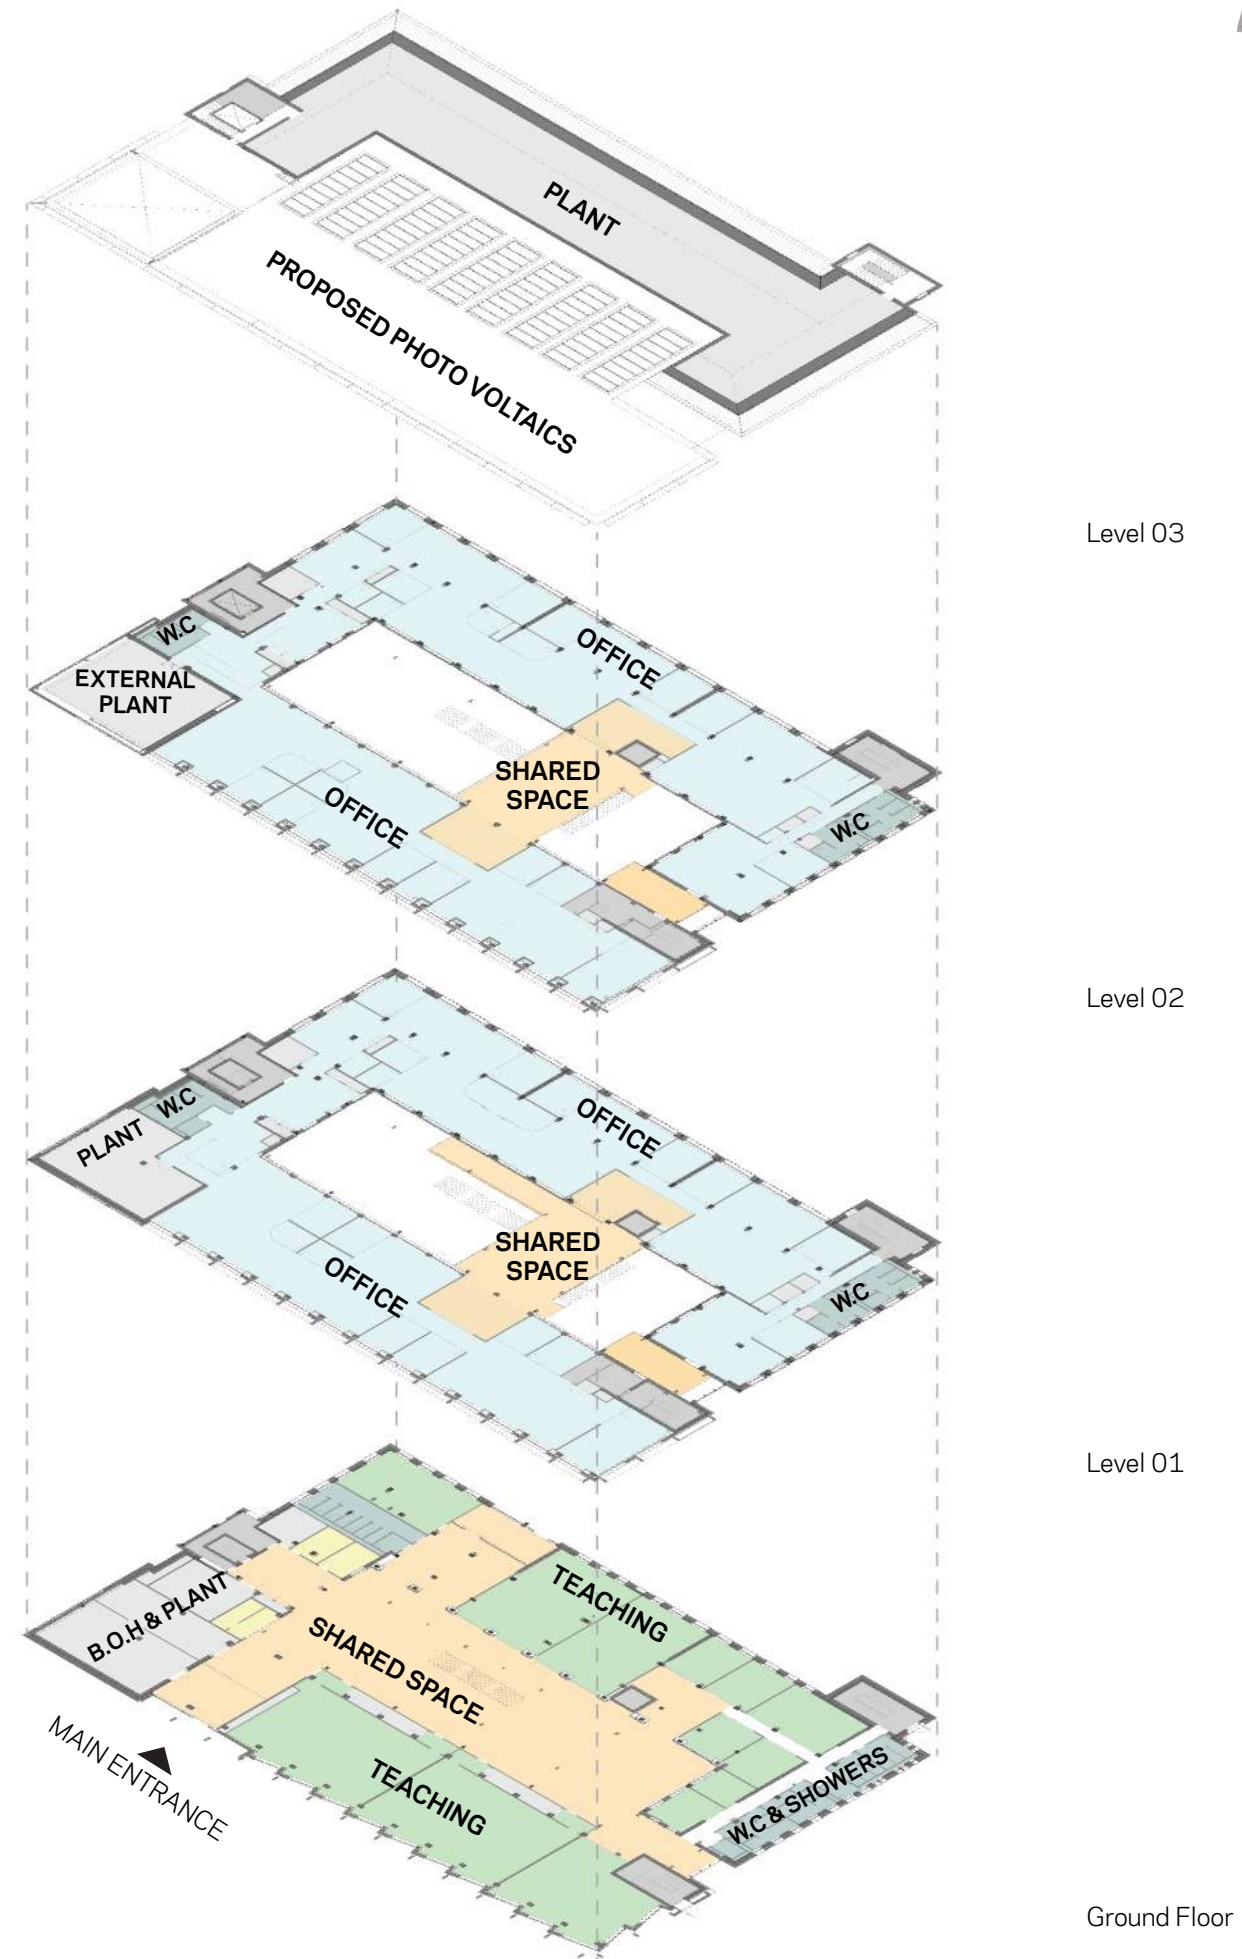 PLANT
PROPOSED PHOTO VOLTAICS
Level 03
W.C
OFFICE
EXTERNAL
PLANT
SHARED
SPACE
OFFICE
W.C
Level 02
W.C
OFFICE
PLANT
SHARED
SPACE
OFFICE
W.C
Level 01
TEACHING
B.O.H & PLANT
SHARED SPACE
MAIN ENTRANCE
TEACHING
W.C & SHOWERS
Ground Floor